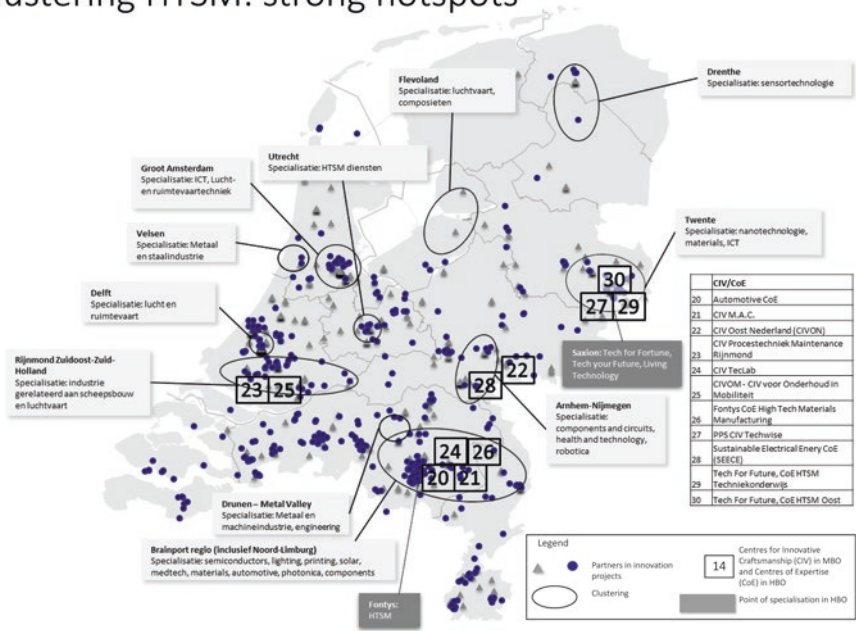 ustering HTSM: strong hotspots
Drenthe
Specialisatie: sensortechnologie
Flevoland
Specialisatie: luchtvaart,
composieten
Utrecht
Specialisatie: HTSM diensten
Groot Amsterdam
Specialisatie: ICT, Lucht-
en ruimtevaartechniek
Velsen
Specialisatie: Metaal
en staalindustrie
Delft
Specialisatie: lucht en
ruimtevaart
Rijnmond Zuidoost-Zuid-
Holland
Specialisatie: industrie
gerelateerd aan scheepsbouw
en luchtvaart
Twente
Specialisatie: nanotechnologie,
materials, ICT
30
27
29
Saxion: Tech for Fortune,
Tech your Future, Living
Technology
22
28
23
25
Arnhem-Nijmegen
Specialisatie:
components and circuits,
health and technology,
robotica
24
26
20
21
Drunen – Metal Valley
Specialisatie: Metaal en
machineindustrie, engineering
Brainport regio (inclusief Noord-Limburg)
Specialisatie: semiconductors, lighting, printing, solar,
medtech, materials, automotive, photonica, components
Fontys:
HTSM
CIV/CoE
20 Automotive CoE
21 CIV M.A.C.
22 CIV Oost Nederland (CIVON)
23 CIV Procestechniek Maintenance
Rijnmond
24 CIV TecLab
25 CIVOM - CIV voor Onderhoud in
Mobiliteit
26 Fontys CoE High Tech Materials
Manufacturing
27 PPS CIV Techwise
28 Sustainable Electrical Enery CoE
(SEECE)
29 Tech For Future, CoE HTSM
Techniekonderwijs
30 Tech For Future, CoE HTSM Oost
Legend
Partners in innovation
projects
Clustering
14
Centres for Innovative
Craftsmanship (CIV) in MBO
and Centres of Expertise
(CoE) in HBO
Point of specialisation in HBO